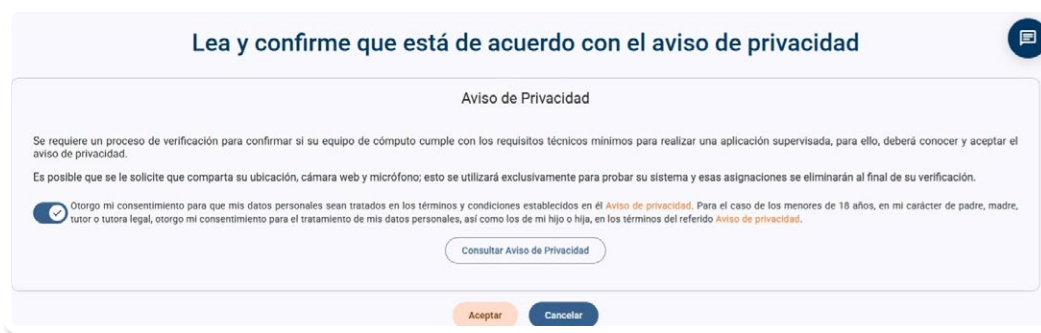 Lea y confirme que está de acuerdo con el aviso de privacidad
Aviso de Privacidad
Se requiere un proceso de verificación para confirmar si su equipo de cómputo cumple con los requisitos técnicos mínimos para realizar una aplicación supervisada, para ello, deberá conocer y aceptar el
aviso de privacidad.
Es posible que se le solicite que comparta su ubicación, cámara web y micrófono; esto se utilizará exclusivamente para probar su sistema y esas asignaciones se eliminarán al final de su verificación.
Otorgo mi consentimiento para que mis datos personales sean tratados en los términos y condiciones establecidos en él Aviso de privacidad. Para el caso de los menores de 18 años, en mi carácter de padre, madre,
tutor o tutora legal, otorgo mi consentimiento para el tratamiento de mis datos personales, así como los de mi hijo o hija, en los términos del referido Aviso de privacidad.
Consultar Aviso de Privacidad
Aceptar
Cancelar